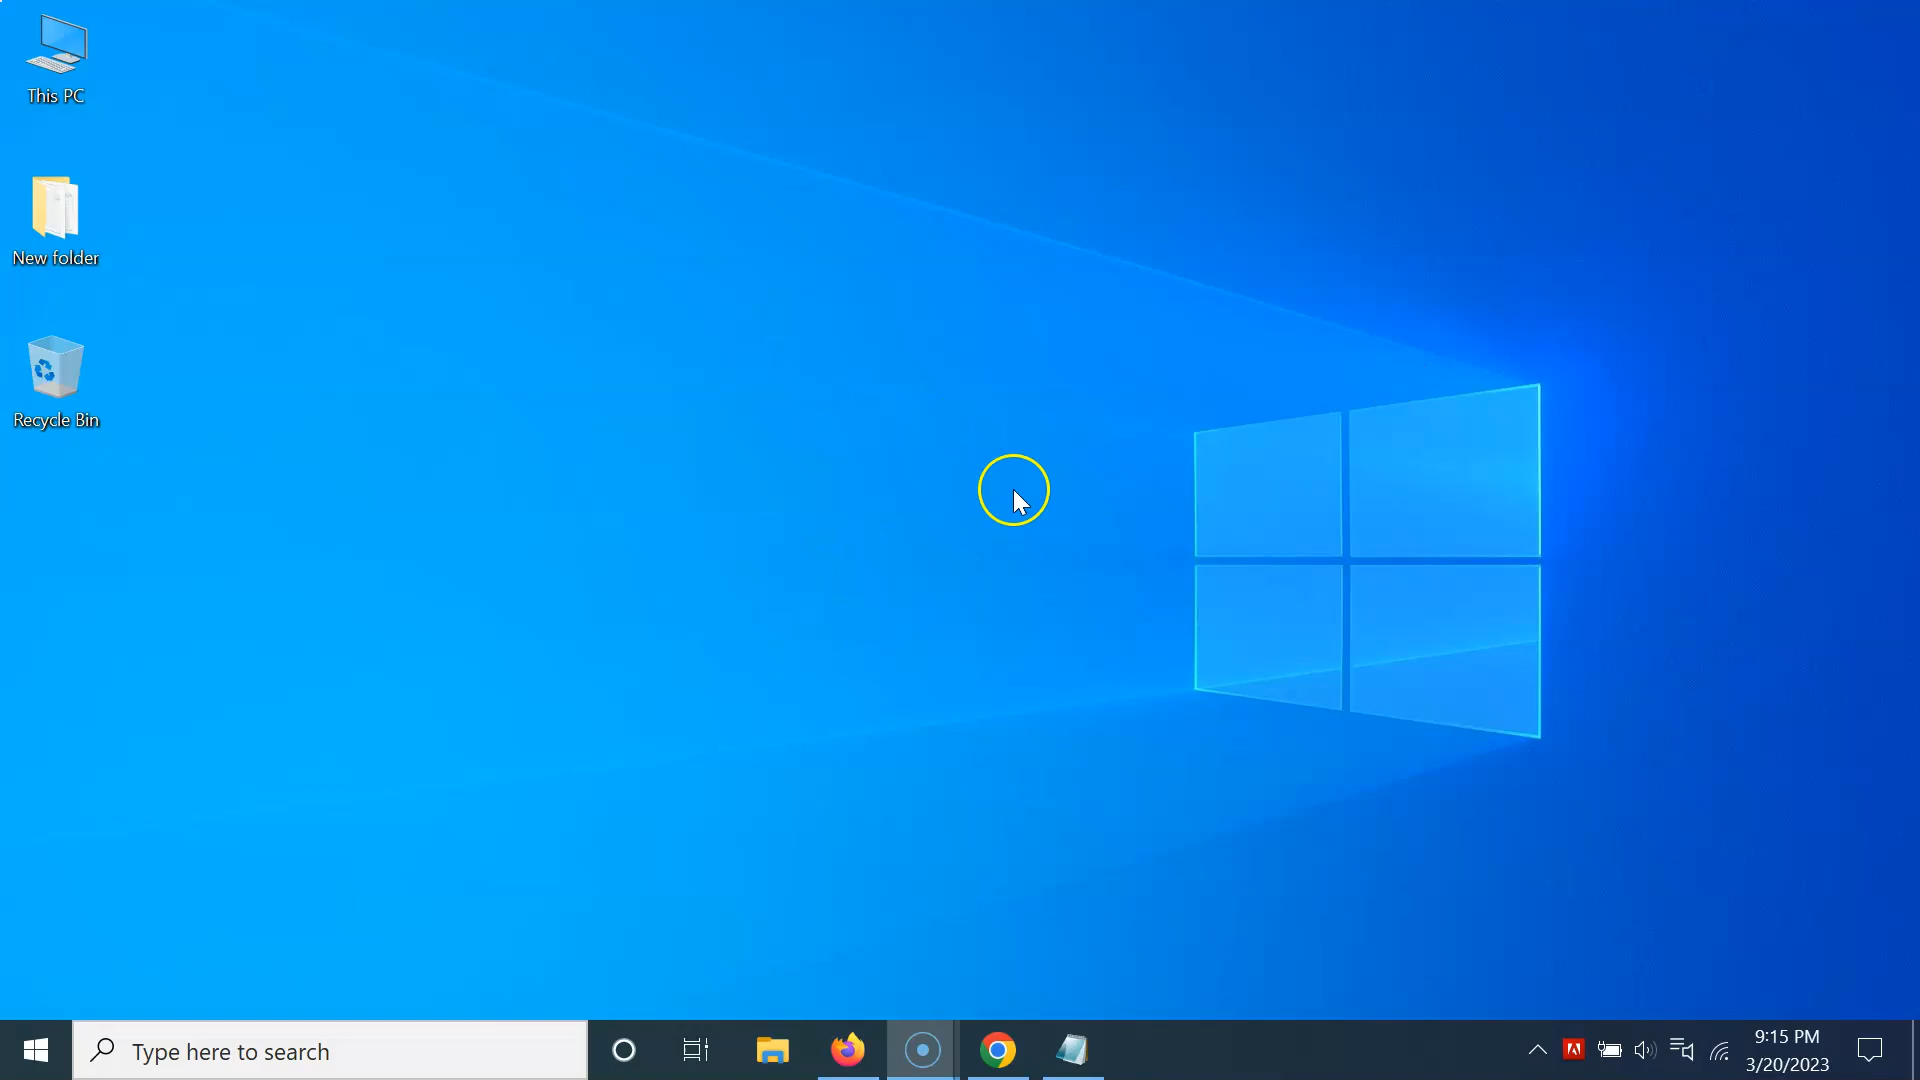 This PC
New folder
Recycle Bin
Type here to search
9:15 PM
3/20/2023